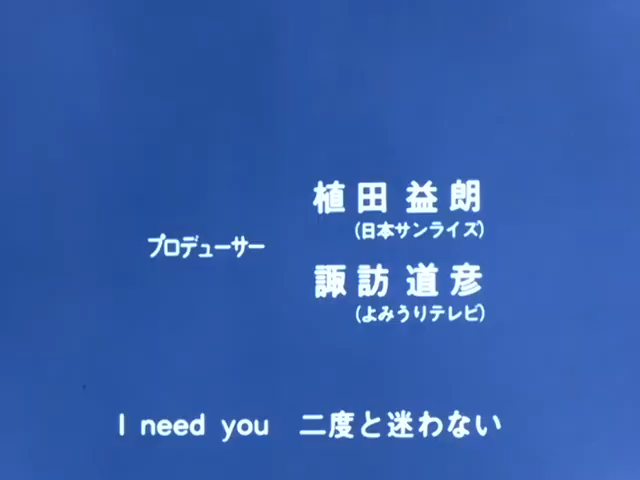 植田 益朗
(日本サンライズ)
プロデューサー
諏訪 道彦
(よみうりテレビ)
I need you 二度と迷わない